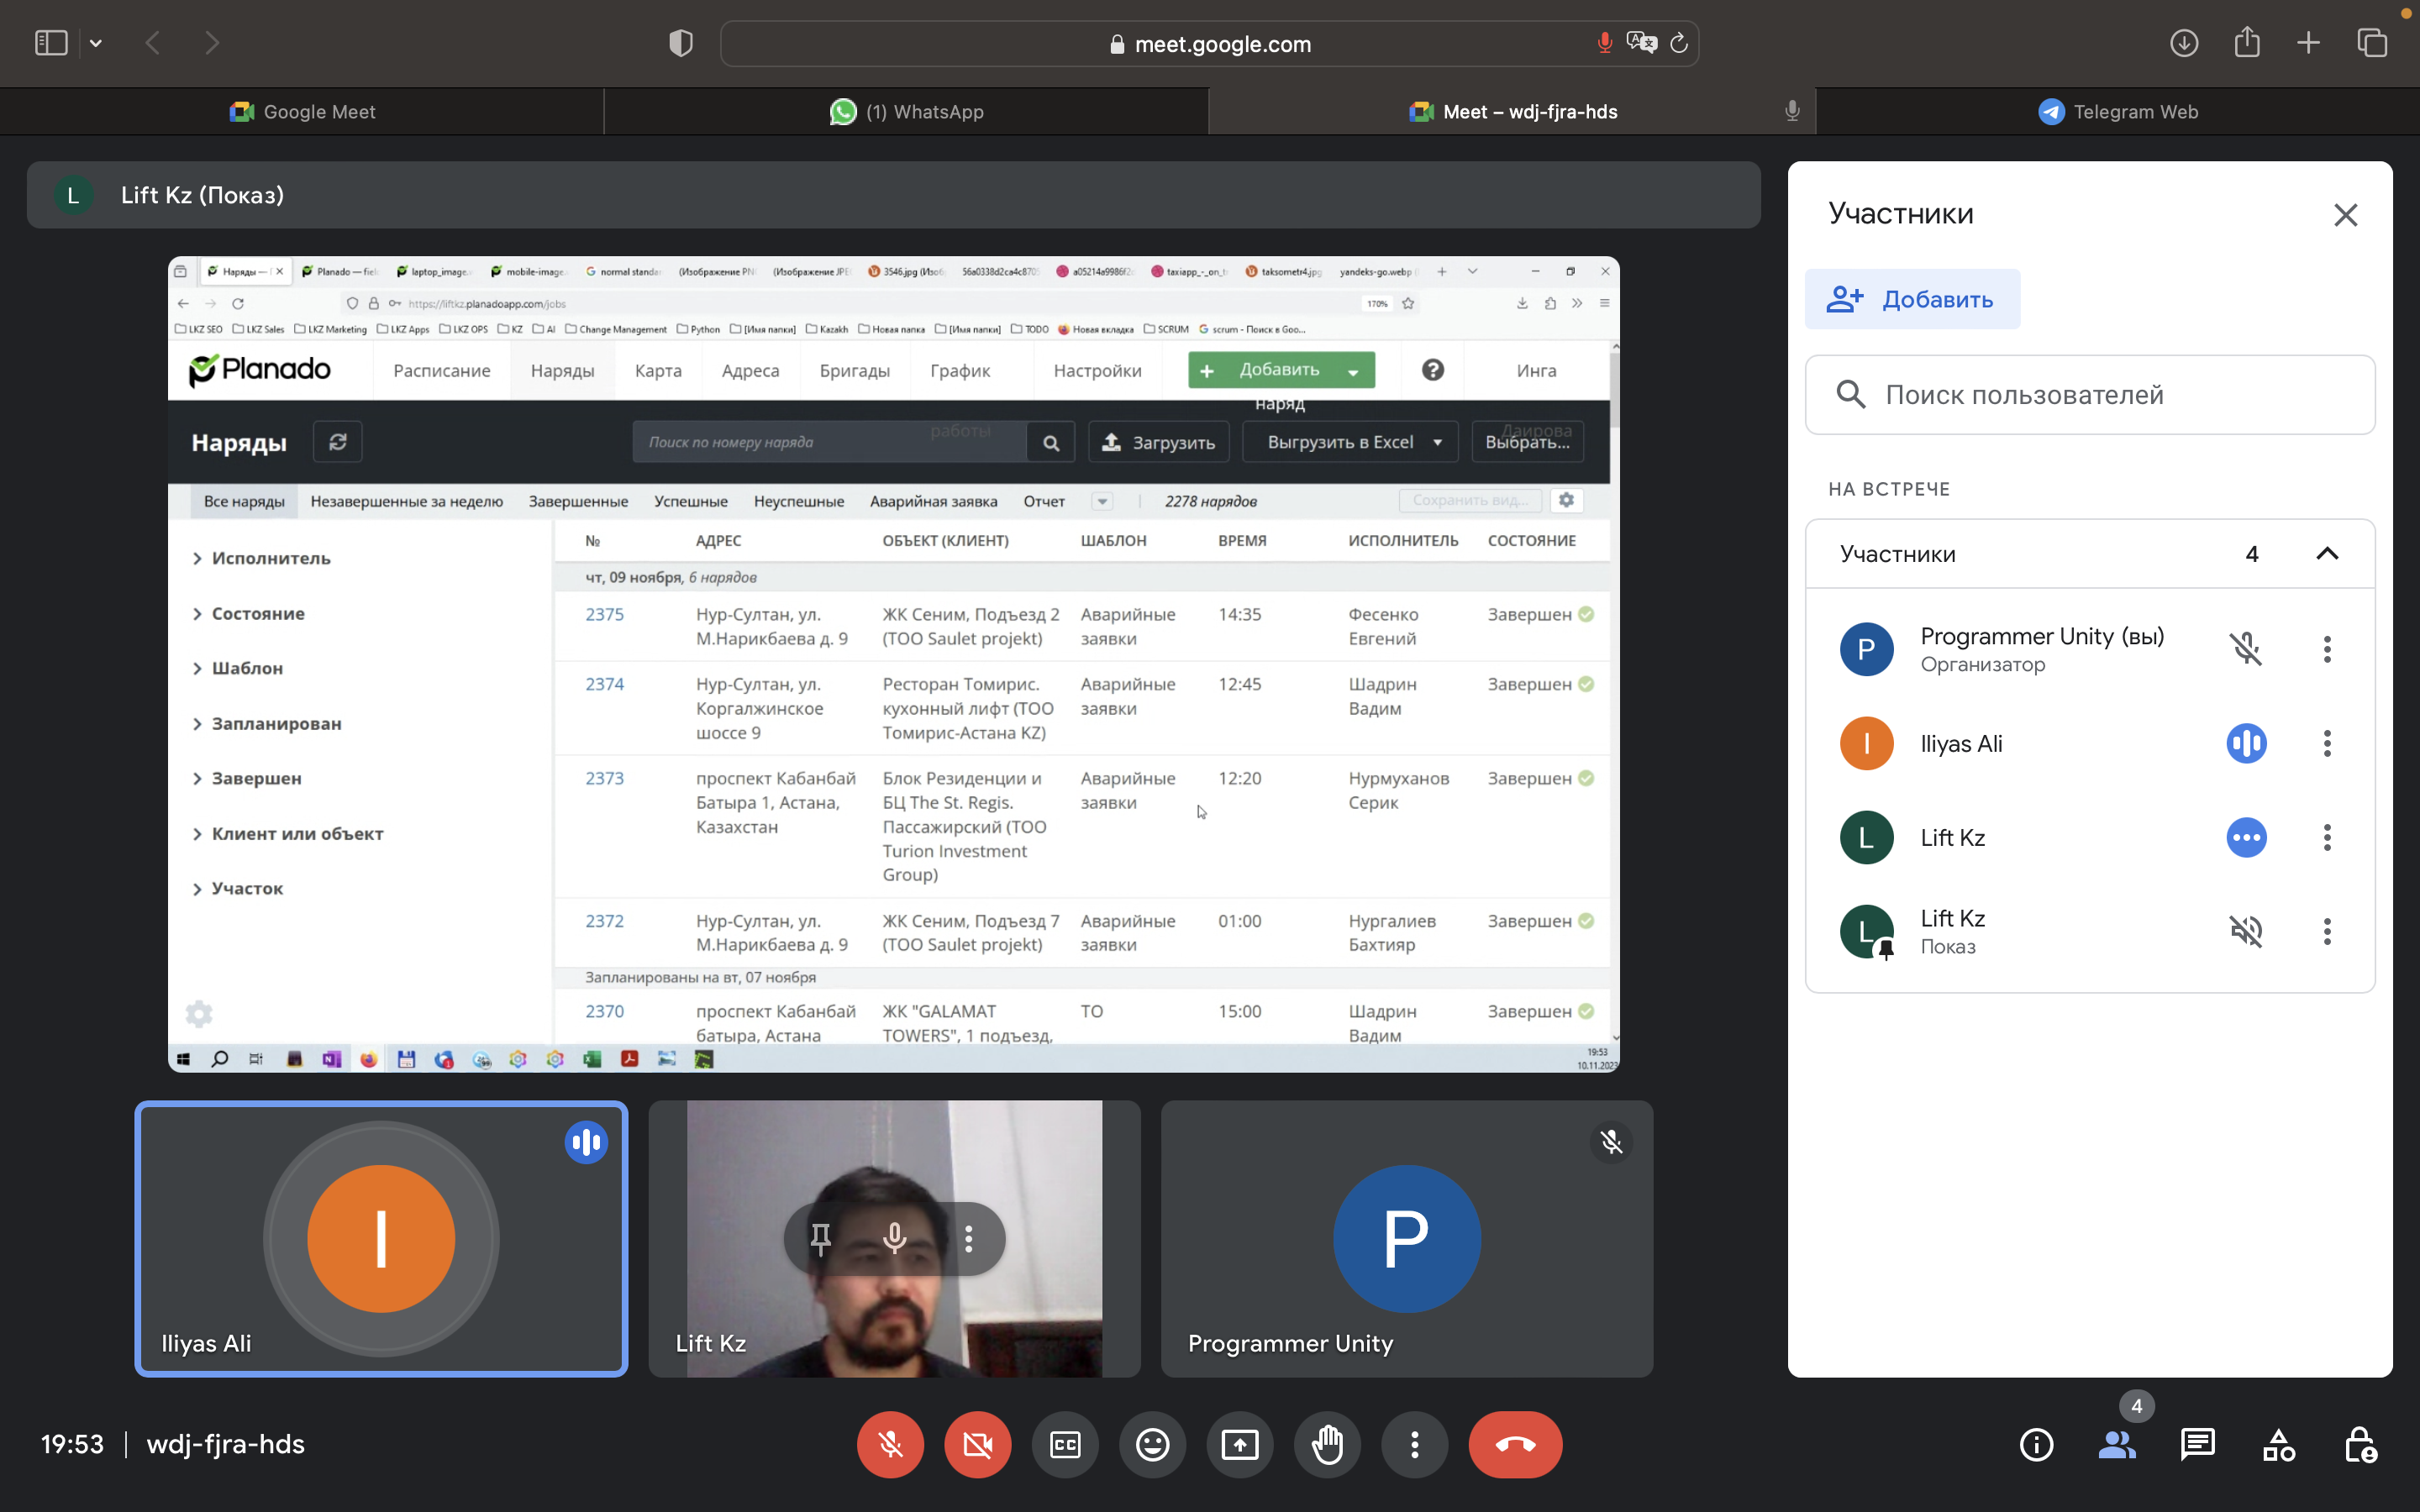 meet.google.com
Google Meet
(1) WhatsApp
Meet – wdj-fjra-hds
Telegram Web
L Lift Kz (Показ)
Наряды —
Planado — fiel
laptop_image.
mobile-image.
normal standa
(Изображение PN
(Изображение JPE
3546.jpg (Изоб
56a0338d2ca4c870
a05214a9986f2
taxiapp_-_on_t
taksometr4.jpg
yandeks-go.webp
https://liftkz.planadoapp.com/jobs
170%
LKZ SEO
LKZ Sales
LKZ Marketing
LKZ Apps
LKZ OPS
KZ
AI
Change Management
Python
[Имя папки]
Kazakh
Новая папка
[Имя папки]
TODO
Новая вкладка
SCRUM
scrum - Поиск в Goo...
Planado
Расписание
Наряды
Карта
Адреса
Бригады
График
Настройки
+ Добавить
Инга
наряд
работы
Даирова
Наряды
Поиск по номеру наряда
Загрузить
Выгрузить в Excel
Выбрать...
Все наряды
Незавершенные за неделю
Завершенные
Успешные
Неуспешные
Аварийная заявка
Отчет
2278 нарядов
Сохранить вид...
Исполнитель
Состояние
Шаблон
Запланирован
Завершен
Клиент или объект
Участок
№ АДРЕС ОБЪЕКТ (КЛИЕНТ) ШАБЛОН ВРЕМЯ ИСПОЛНИТЕЛЬ СОСТОЯНИЕ
чт, 09 ноября, 6 нарядов
2375 Нур-Султан, ул. ЖК Сеним, Подъезд 2 Аварийные 14:35 Фесенко Завершен
М.Нарикбаева д. 9 (ТОО Saulet projekt) заявки Евгений
2374 Нур-Султан, ул. Ресторан Томирис. Аварийные 12:45 Шадрин Завершен
Коргалжинское кухонный лифт (ТОО заявки Вадим
шоссе 9 Томирис-Астана KZ)
2373 проспект Кабанбай Блок Резиденции и Аварийные 12:20 Нурмуханов Завершен
Батыра 1, Астана, БЦ The St. Regis. заявки Серик
Казахстан Пассажирский (ТОО
Turion Investment
Group)
2372 Нур-Султан, ул. ЖК Сеним, Подъезд 7 Аварийные 01:00 Нургалиев Завершен
М.Нарикбаева д. 9 (ТОО Saulet projekt) заявки Бахтияр
Запланированы на вт, 07 ноября
2370 проспект Кабанбай ЖК "GALAMAT ТО 15:00 Шадрин Завершен
батыра, Астана TOWERS", 1 подъезд, Вадим
19:53
10.11.2023
Участники
Добавить
Поиск пользователей
НА ВСТРЕЧЕ
Участники 4
P Programmer Unity (вы)
Организатор
I Iliyas Ali
L Lift Kz
L Lift Kz
Показ
I
Iliyas Ali
Lift Kz
P
Programmer Unity
19:53 | wdj-fjra-hds
CC
4